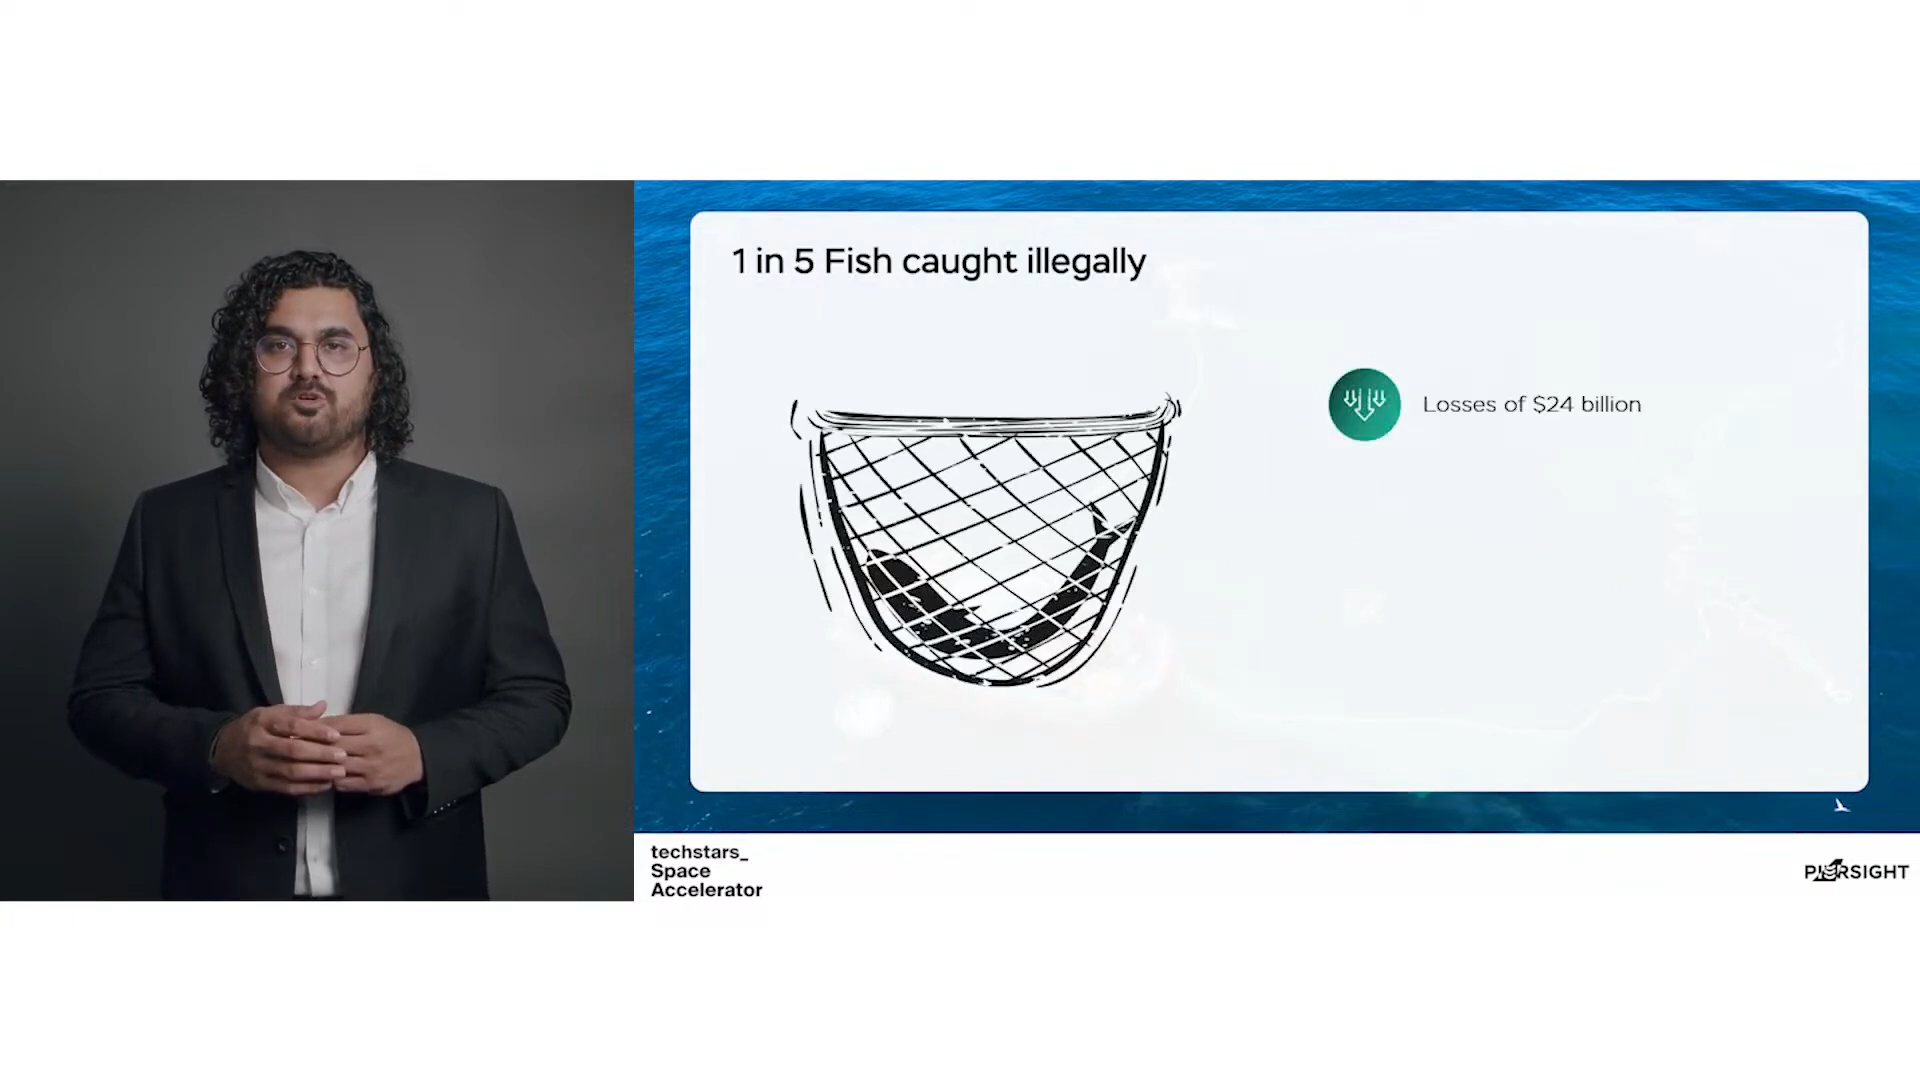 1 in 5 Fish caught illegally
Losses of $24 billion
techstars_
Space
Accelerator
PIERSIGHT